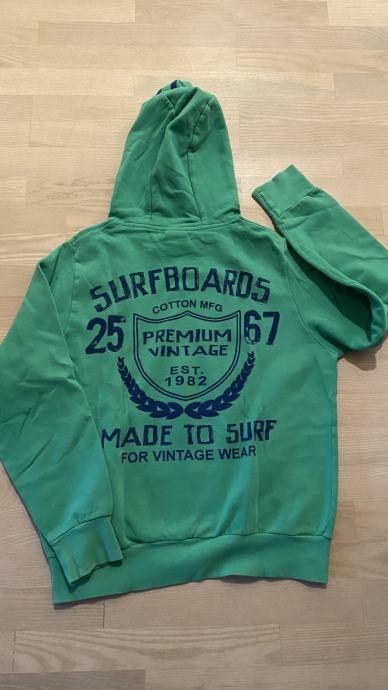 SURFBOARDS
COTTON MFG
25 67
PREMIUM
VINTAGE
EST.
1982
MADE TO SURF
FOR VINTAGE WEAR